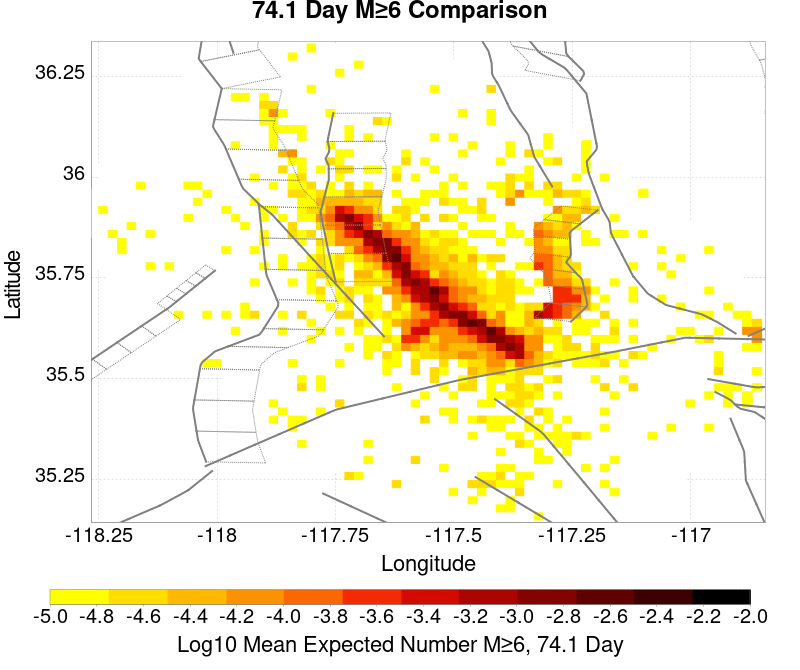 74.1 Day M≥6 Comparison
36.25
36
35.75
35.5
35.25
Latitude
-118.25 -118 -117.75 -117.5 -117.25 -117
Longitude
-5.0 -4.8 -4.6 -4.4 -4.2 -4.0 -3.8 -3.6 -3.4 -3.2 -3.0 -2.8 -2.6 -2.4 -2.2 -2.0
Log10 Mean Expected Number M≥6, 74.1 Day